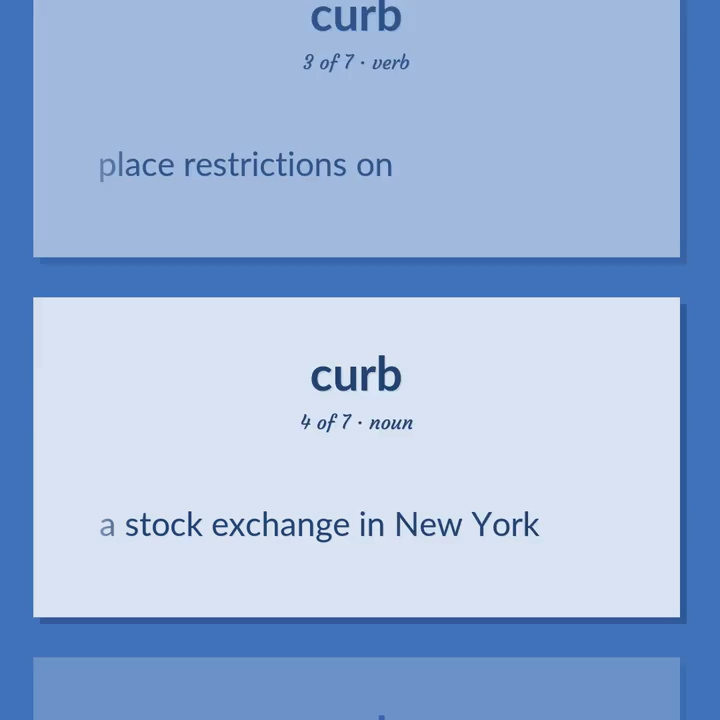 curb
3 of 7 · verb
place restrictions on
curb
4 of 7 · noun
a stock exchange in New York